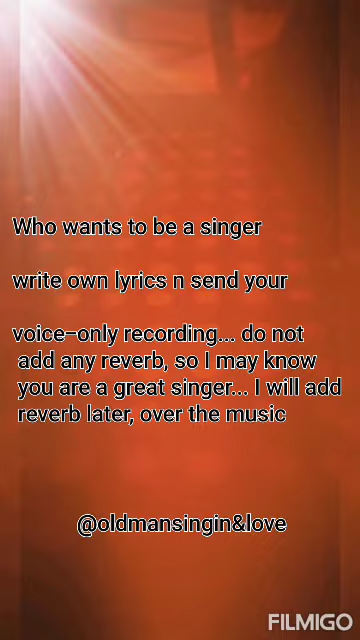 Who wants to be a singer
write own lyrics n send your
voice-only recording... do not
add any reverb, so I may know
you are a great singer... I will add
reverb later, over the music
@oldmansingin&love
FILMIGO